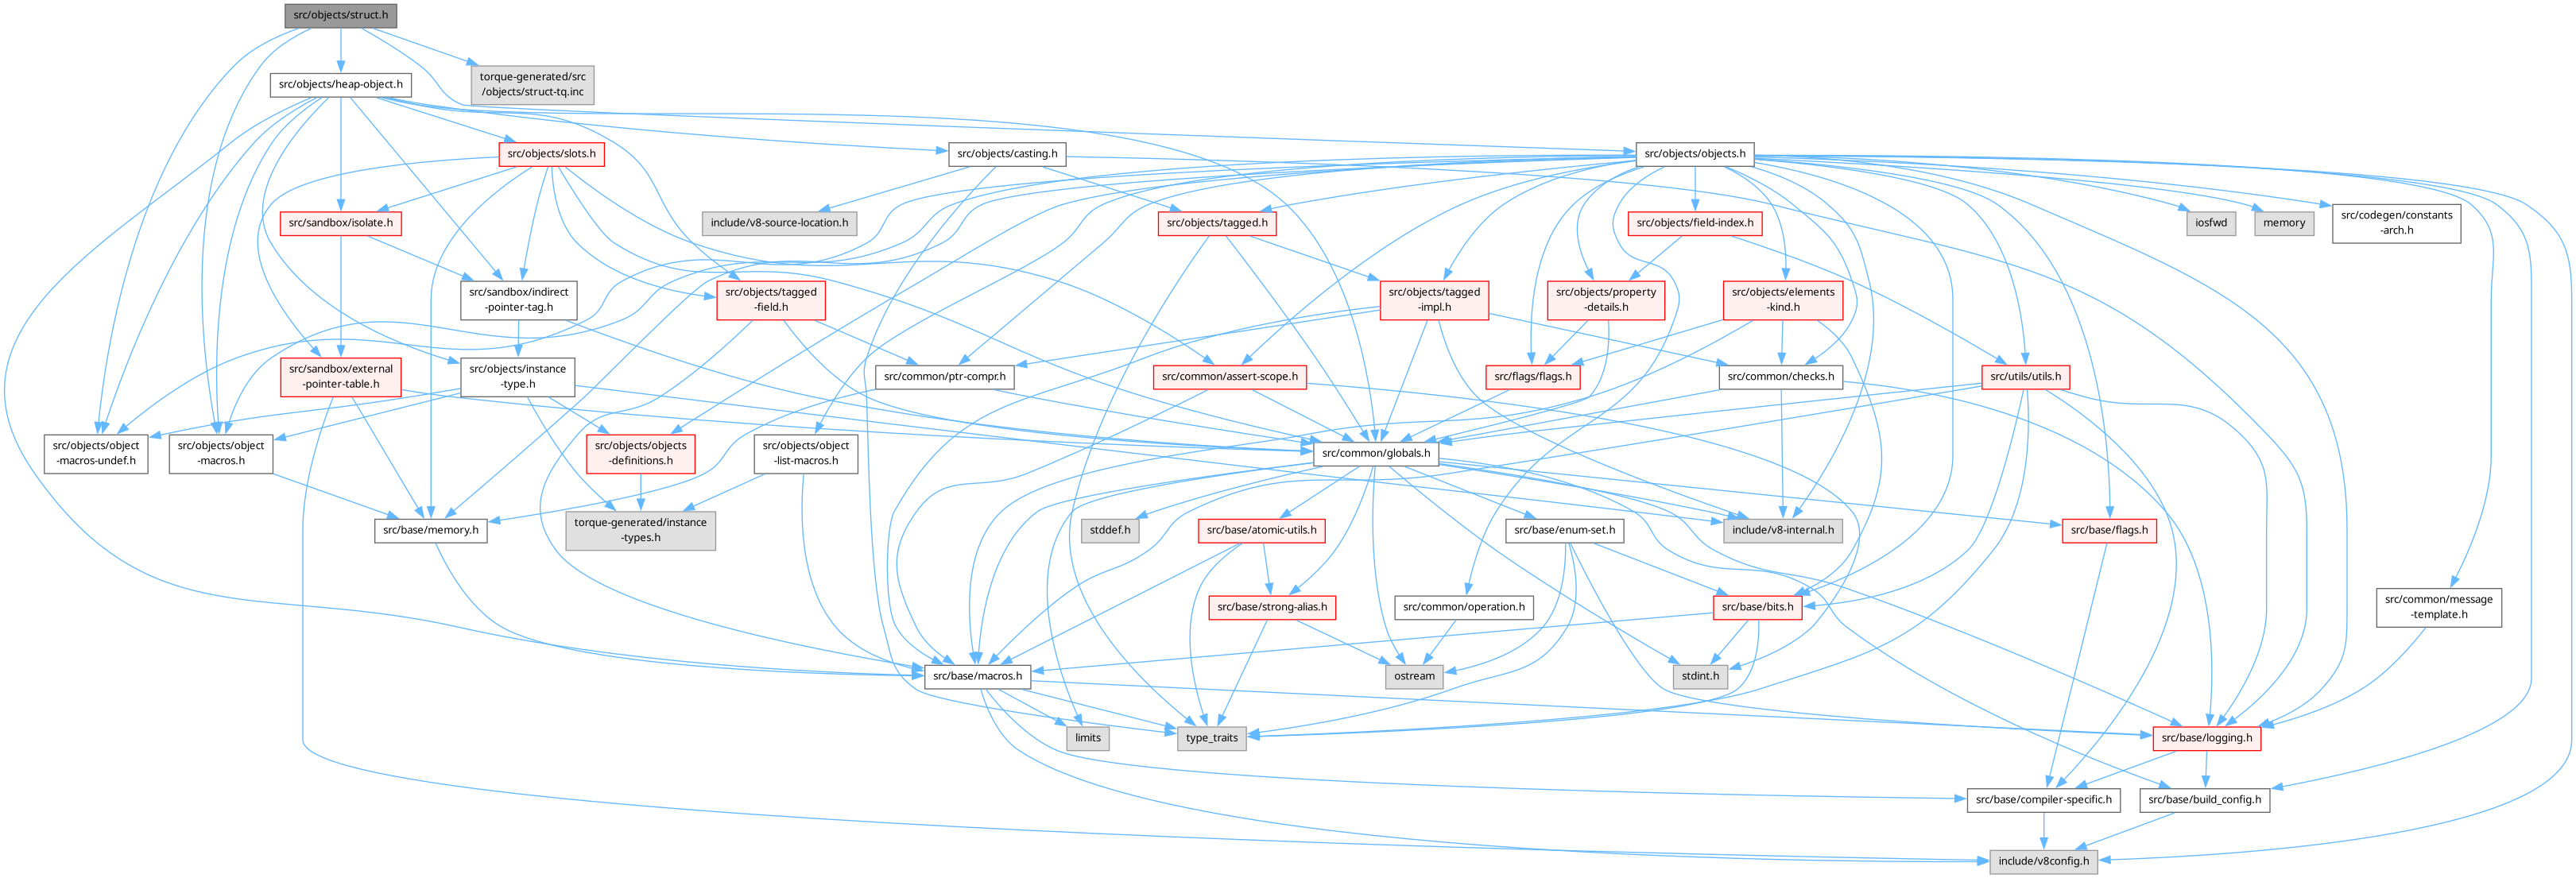 src/objects/struct.h
src/objects/heap-object.h
torque-generated/src
/objects/struct-tq.inc
src/objects/slots.h
src/objects/casting.h
src/objects/objects.h
src/sandbox/isolate.h
include/v8-source-location.h
src/objects/tagged.h
src/objects/field-index.h
iosfwd
memory
src/codegen/constants
-arch.h
src/sandbox/indirect
-pointer-tag.h
src/objects/tagged
-field.h
src/objects/tagged
-impl.h
src/objects/property
-details.h
src/objects/elements
-kind.h
src/sandbox/external
-pointer-table.h
src/objects/instance
-type.h
src/common/ptr-compr.h
src/common/assert-scope.h
src/flags/flags.h
src/common/checks.h
src/utils/utils.h
src/objects/object
-macros-undef.h
src/objects/object
-macros.h
src/objects/objects
-definitions.h
src/objects/object
-list-macros.h
src/common/globals.h
src/base/memory.h
torque-generated/instance
-types.h
stddef.h
src/base/atomic-utils.h
src/base/enum-set.h
include/v8-internal.h
src/base/flags.h
src/base/strong-alias.h
src/common/operation.h
src/base/bits.h
src/common/message
-template.h
src/base/macros.h
ostream
stdint.h
limits
type_traits
src/base/logging.h
src/base/compiler-specific.h
src/base/build_config.h
include/v8config.h